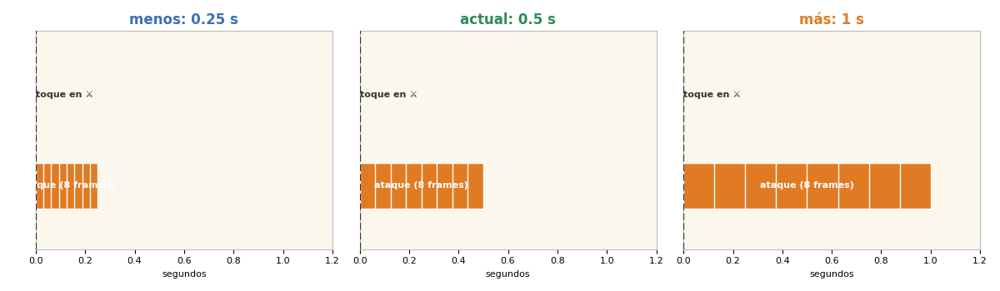 menos: 0.25 s
toque en ⚔
que (8 frames)
0.0 0.2 0.4 0.6 0.8 1.0 1.2
segundos
actual: 0.5 s
toque en ⚔
ataque (8 frames)
0.0 0.2 0.4 0.6 0.8 1.0 1.2
segundos
más: 1 s
toque en ⚔
ataque (8 frames)
0.0 0.2 0.4 0.6 0.8 1.0 1.2
segundos